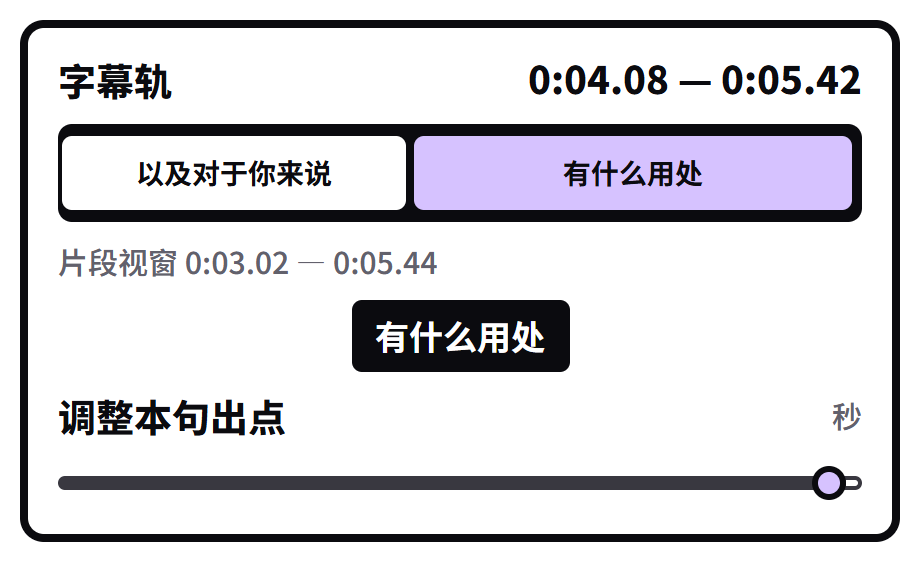 字幕轨 0:04.08 — 0:05.42
以及对于你来说 有什么用处
片段视窗 0:03.02 — 0:05.44
有什么用处
调整本句出点 秒